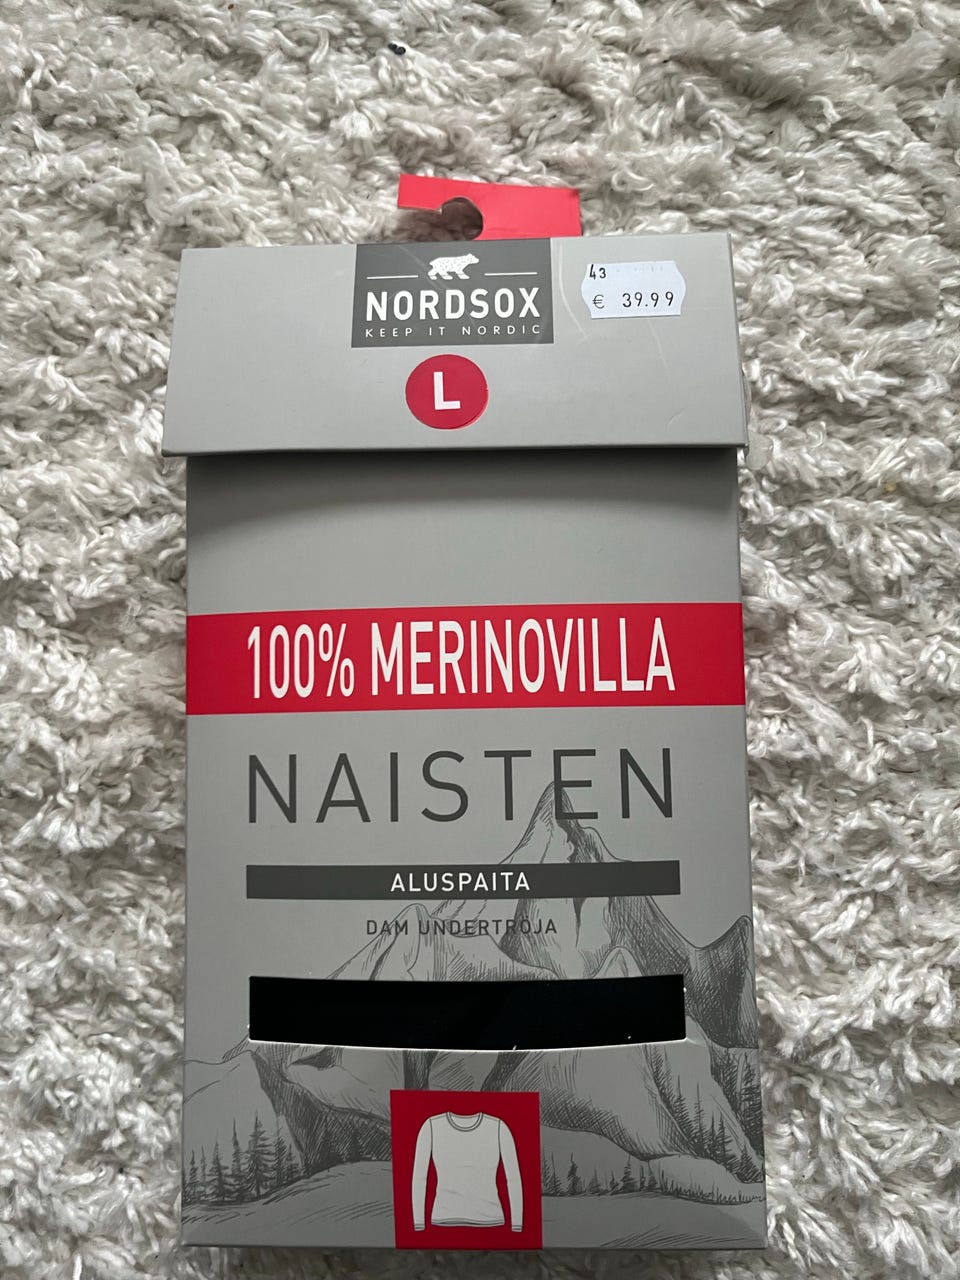 NORDSOX
KEEP IT NORDIC
43
€ 39.99
L
100% MERINOVILLA
NAISTEN
ALUSPAITA
DAM UNDERTRÖJA